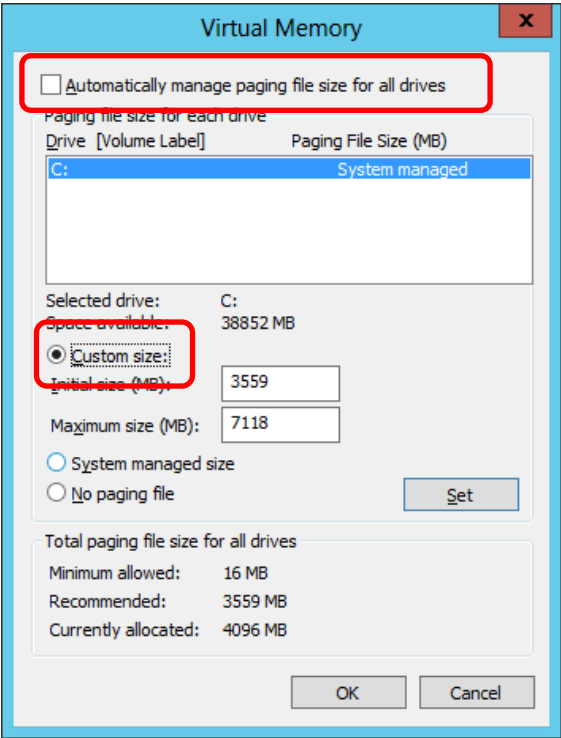 Virtual Memory
x
Automatically manage paging file size for all drives
Paging file size for each drive
Drive [Volume Label] Paging File Size (MB)
C: System managed
Selected drive: C:
Space available: 38852 MB
Custom size:
Initial size (MB): 3559
Maximum size (MB): 7118
System managed size
No paging file
Set
Total paging file size for all drives
Minimum allowed: 16 MB
Recommended: 3559 MB
Currently allocated: 4096 MB
OK Cancel